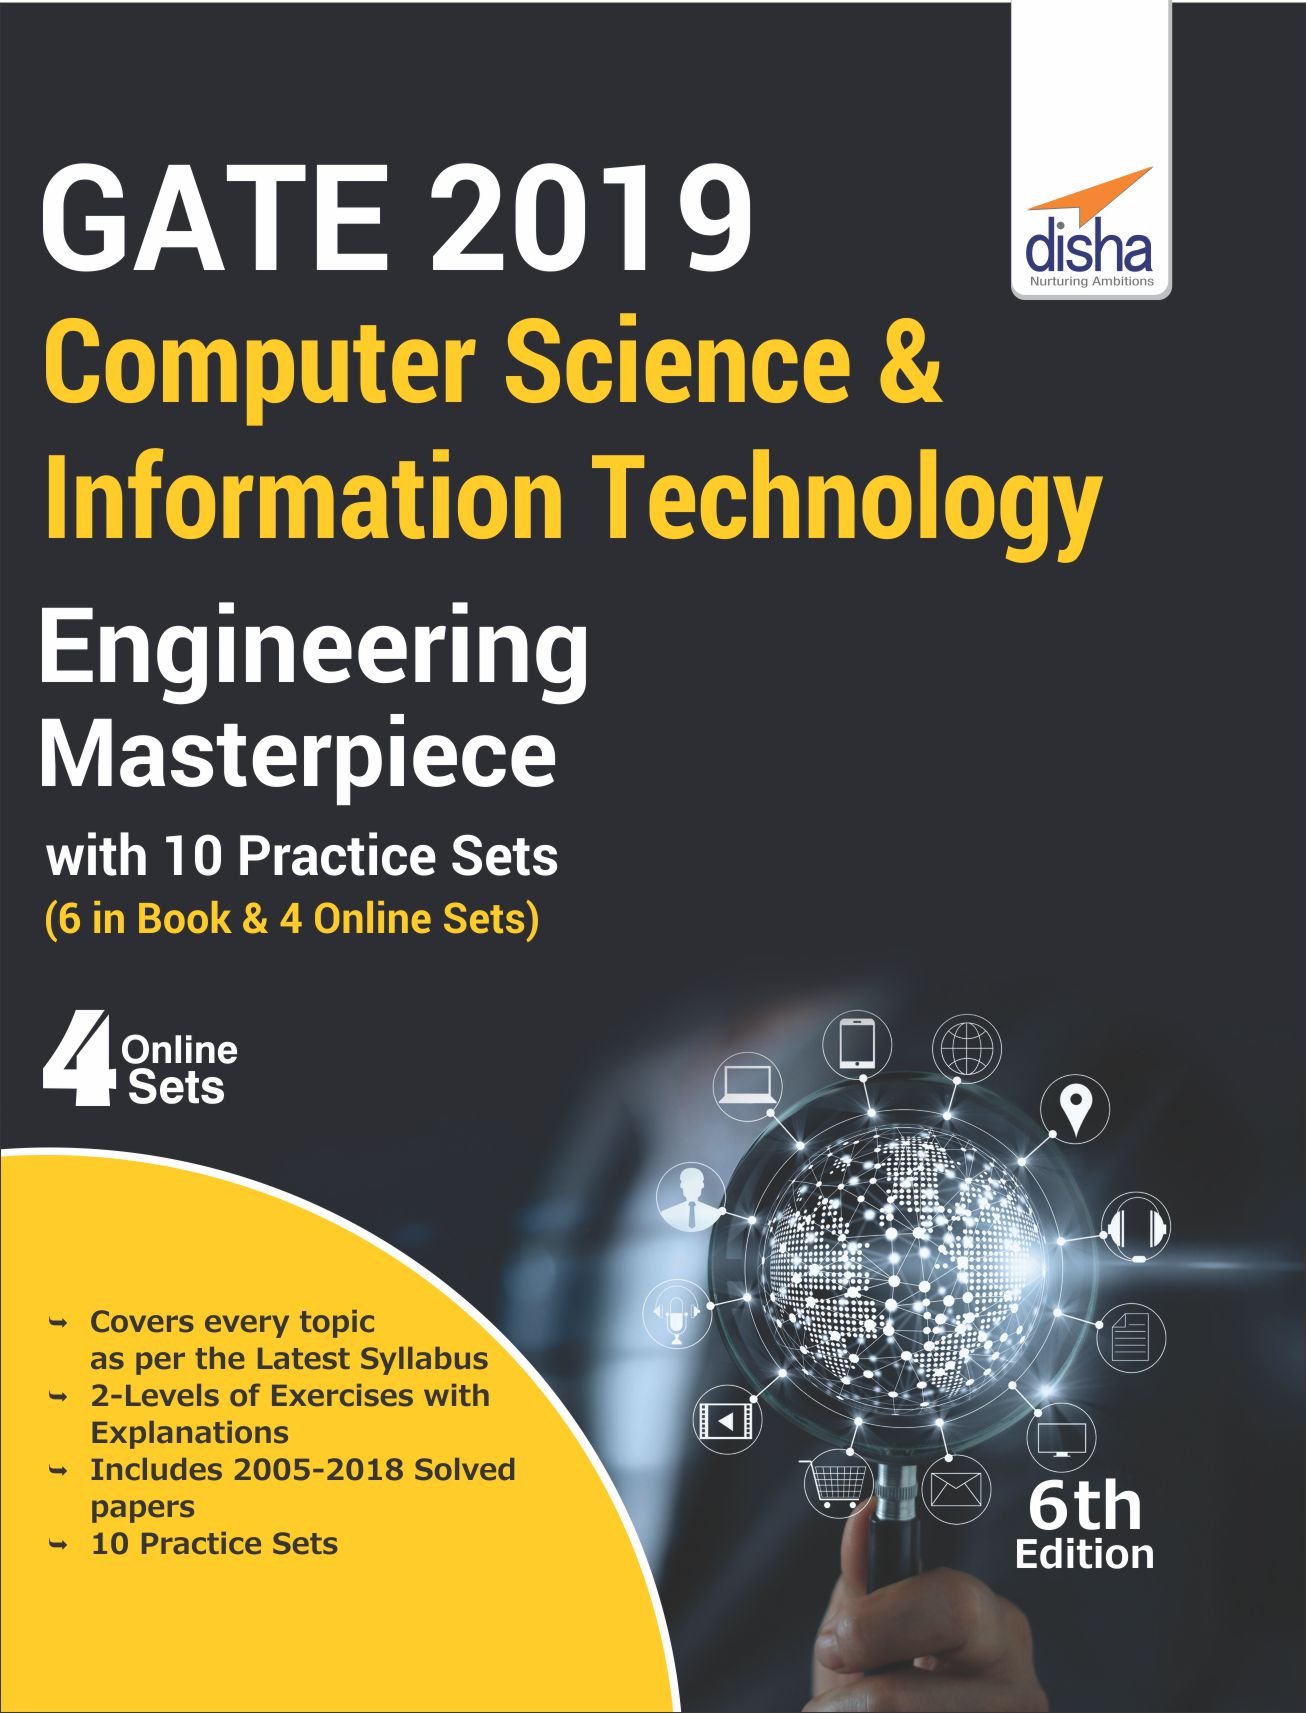 disha
Nurturing Ambitions
GATE 2019
Computer Science &
Information Technology
Engineering
Masterpiece
with 10 Practice Sets
(6 in Book & 4 Online Sets)
4 Online
Sets
Covers every topic
as per the Latest Syllabus
2-Levels of Exercises with
Explanations
Includes 2005-2018 Solved
papers
10 Practice Sets
6th
Edition